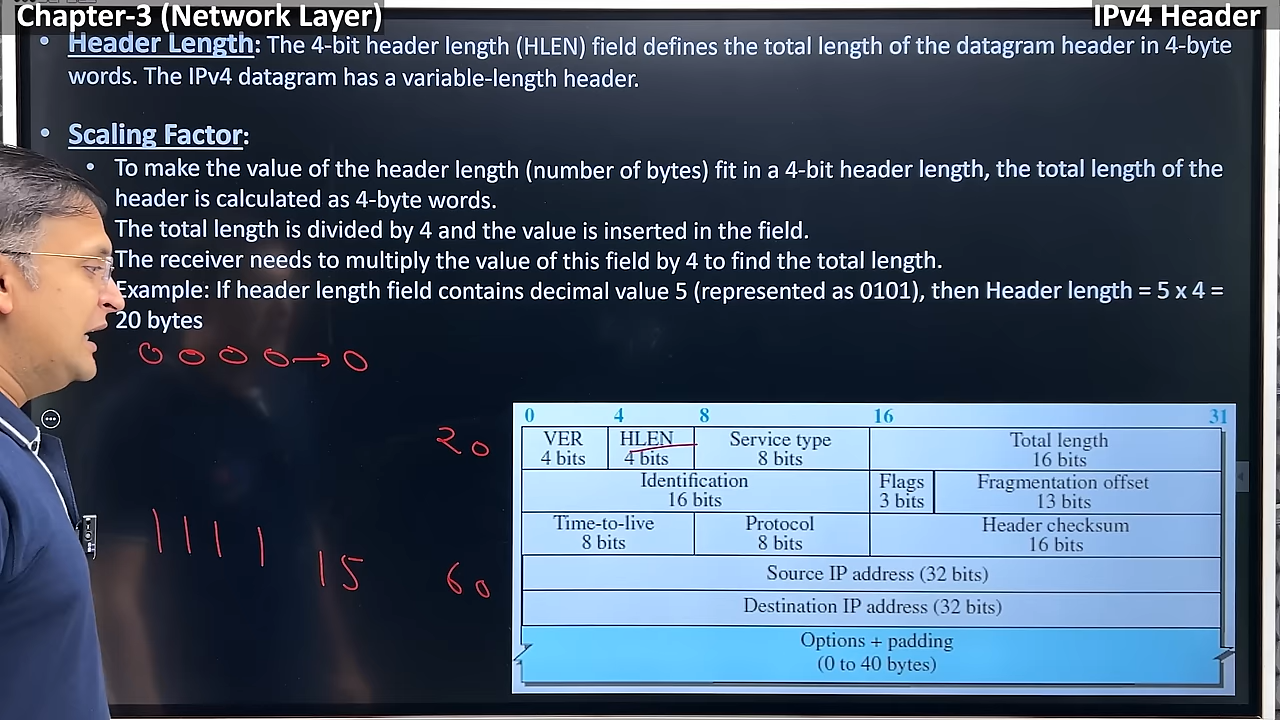 Chapter-3 (Network Layer)
IPv4 Header
• Header Length: The 4-bit header length (HLEN) field defines the total length of the datagram header in 4-byte
words. The IPv4 datagram has a variable-length header.
• Scaling Factor:
• To make the value of the header length (number of bytes) fit in a 4-bit header length, the total length of the
header is calculated as 4-byte words.
The total length is divided by 4 and the value is inserted in the field.
The receiver needs to multiply the value of this field by 4 to find the total length.
Example: If header length field contains decimal value 5 (represented as 0101), then Header length = 5 x 4 =
20 bytes
0 0 0 0 → 0
20
1 1 1 1
15
60
0 4 8 16 31
VER HLEN Service type Total length
4 bits 4 bits 8 bits 16 bits
Identification Flags Fragmentation offset
16 bits 3 bits 13 bits
Time-to-live Protocol Header checksum
8 bits 8 bits 16 bits
Source IP address (32 bits)
Destination IP address (32 bits)
Options + padding
(0 to 40 bytes)